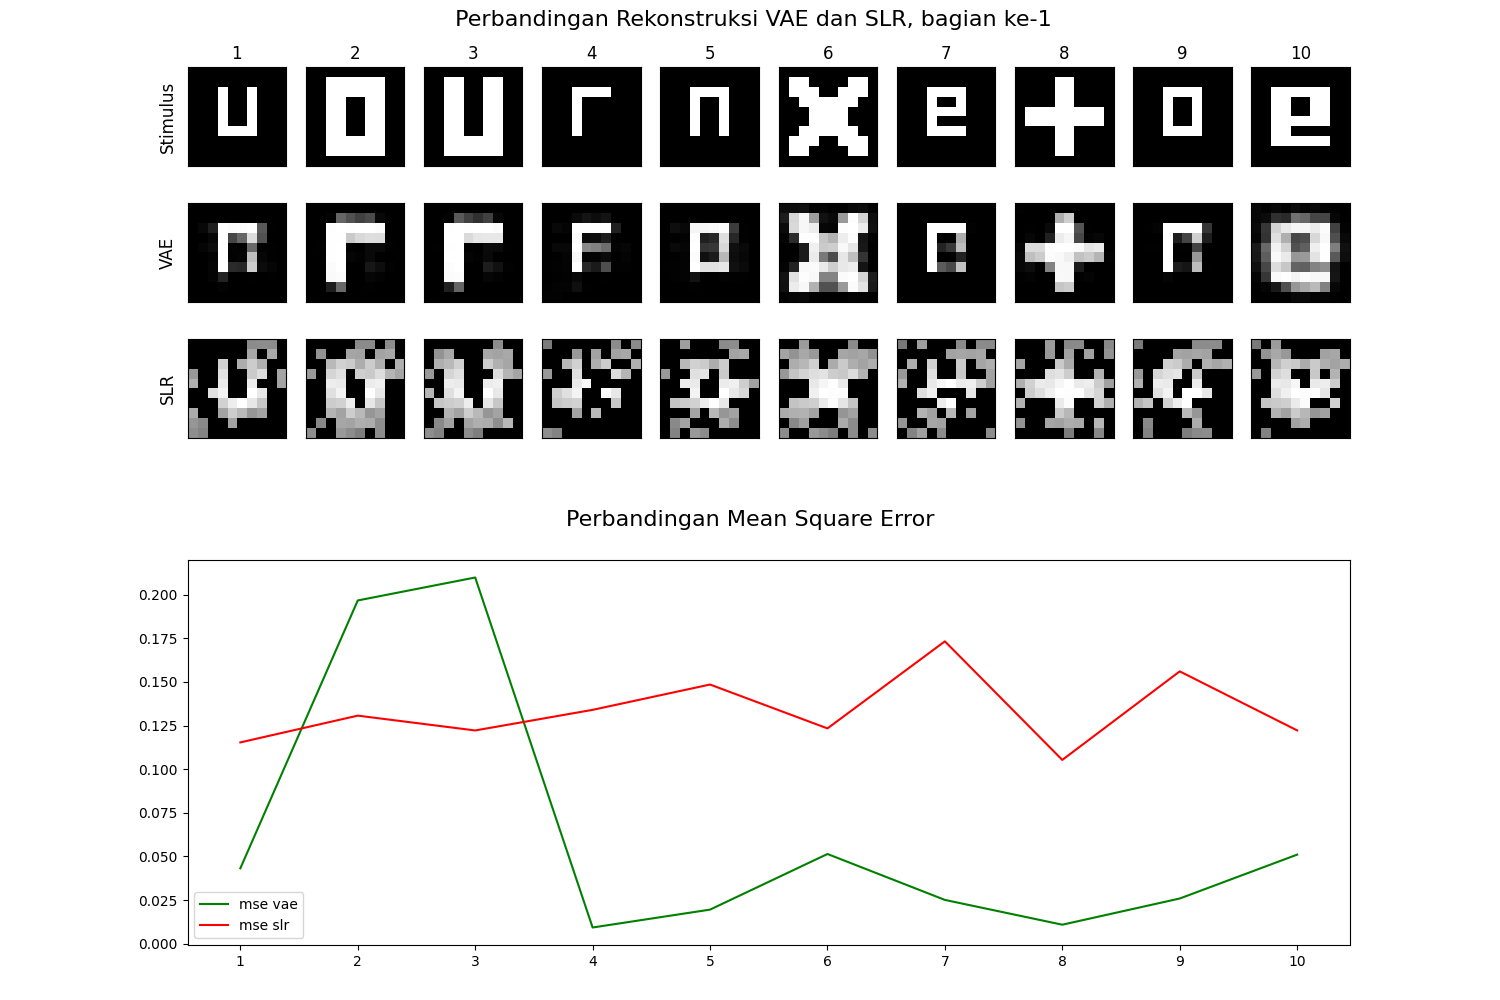 Perbandingan Rekonstruksi VAE dan SLR, bagian ke-1
1 2 3 4 5 6 7 8 9 10
Stimulus
u o u r n x e + o e
VAE
SLR
Perbandingan Mean Square Error
0.200
0.175
0.150
0.125
0.100
0.075
0.050
0.025
0.000
mse vae
mse slr
1 2 3 4 5 6 7 8 9 10